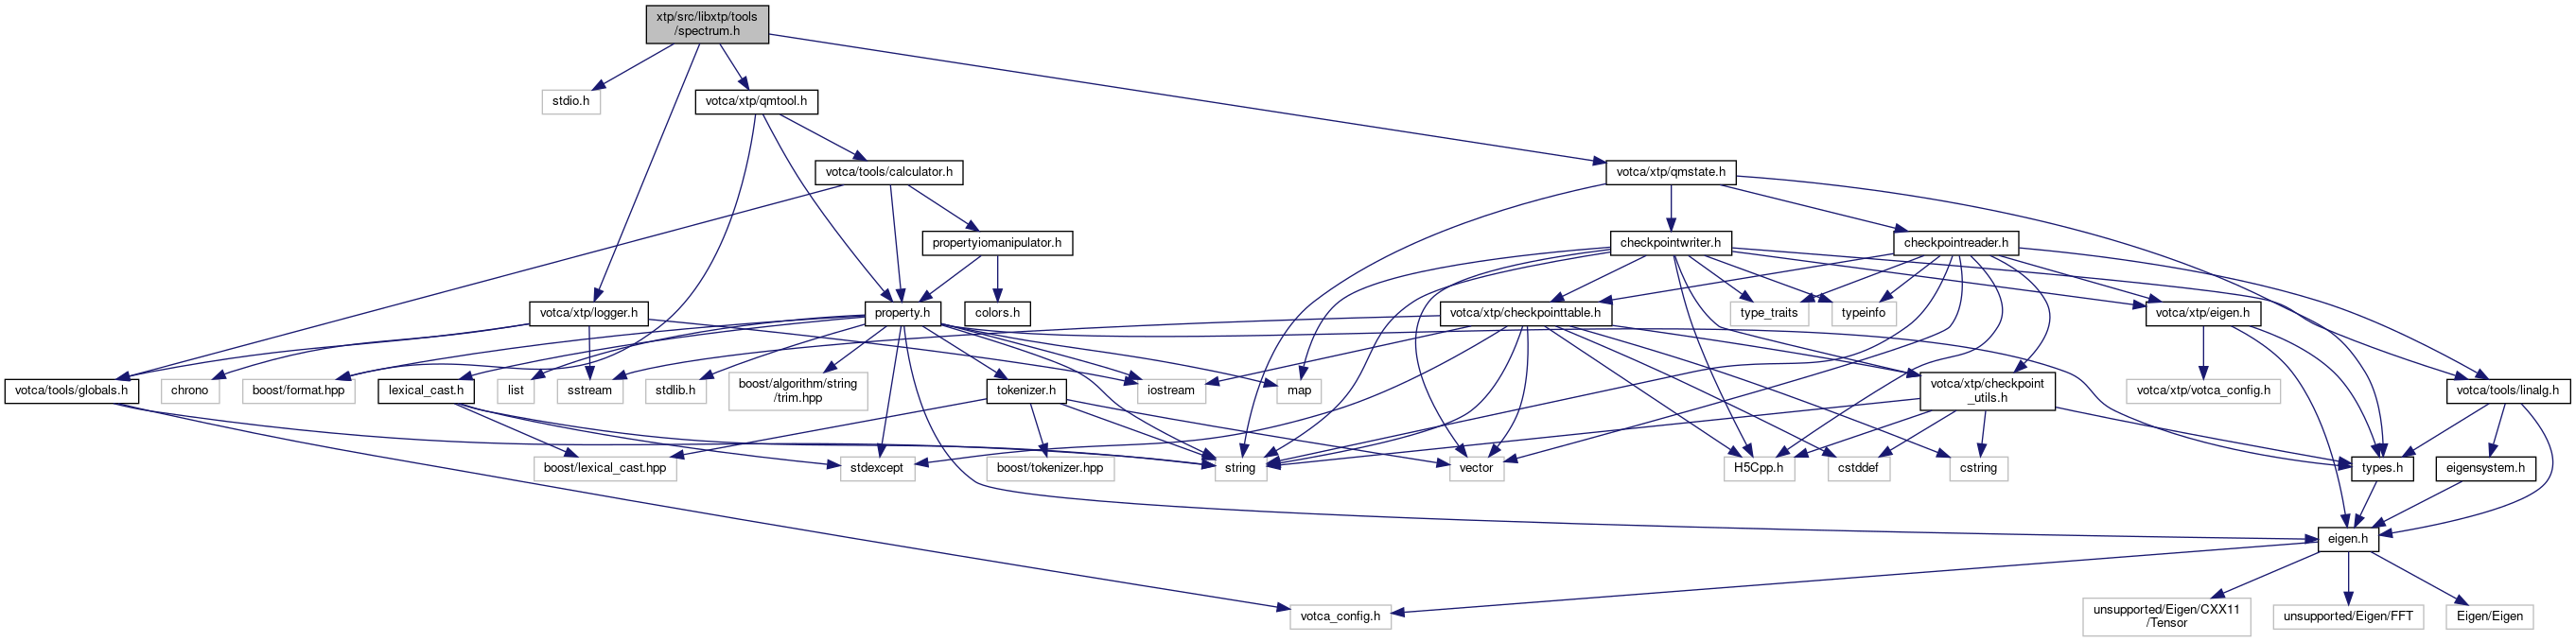 xtp/src/libxtp/tools
/spectrum.h
stdio.h
votca/xtp/qmtool.h
votca/tools/calculator.h
votca/xtp/qmstate.h
propertyiomanipulator.h
checkpointwriter.h
checkpointreader.h
votca/xtp/logger.h
property.h
colors.h
votca/xtp/checkpointtable.h
type_traits
typeinfo
votca/xtp/eigen.h
votca/tools/globals.h
chrono
boost/format.hpp
lexical_cast.h
list
sstream
stdlib.h
boost/algorithm/string
/trim.hpp
tokenizer.h
iostream
map
votca/xtp/checkpoint
_utils.h
votca/xtp/votca_config.h
votca/tools/linalg.h
boost/lexical_cast.hpp
stdexcept
boost/tokenizer.hpp
string
vector
H5Cpp.h
cstddef
cstring
types.h
eigensystem.h
eigen.h
votca_config.h
unsupported/Eigen/CXX11
/Tensor
unsupported/Eigen/FFT
Eigen/Eigen